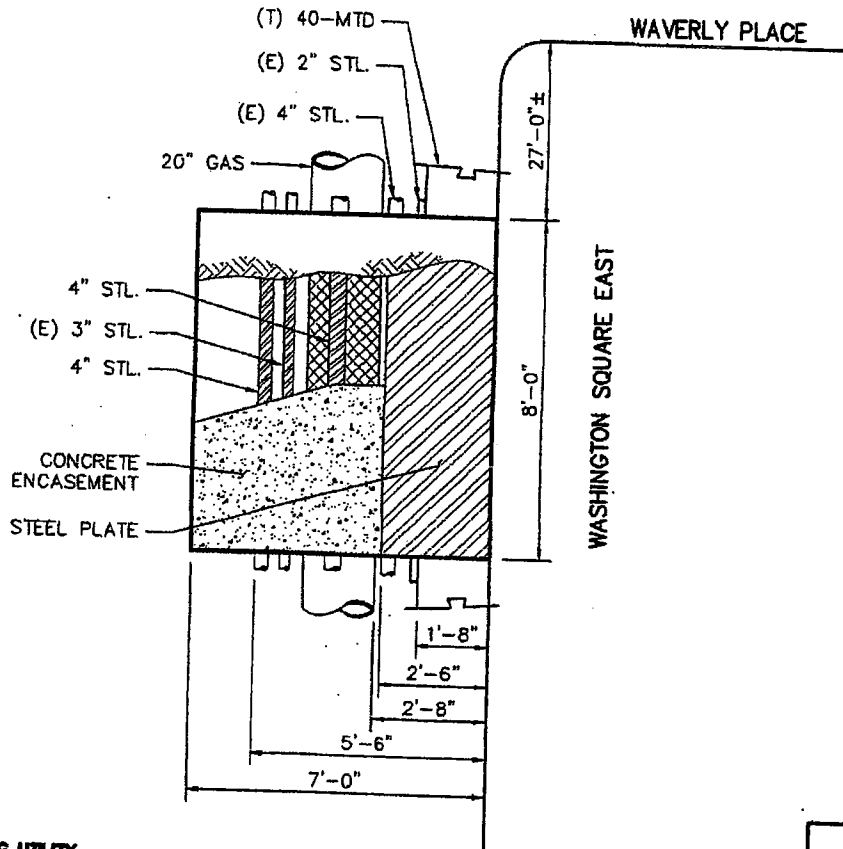 (T) 40-MTD
WAVERLY PLACE
(E) 2" STL.
(E) 4" STL.
20" GAS
27'-0"±
4" STL.
(E) 3" STL.
4" STL.
8'-0"
WASHINGTON SQUARE EAST
CONCRETE
ENCASEMENT
STEEL PLATE
1'-8"
2'-6"
2'-8"
5'-6"
7'-0"
UTILITY